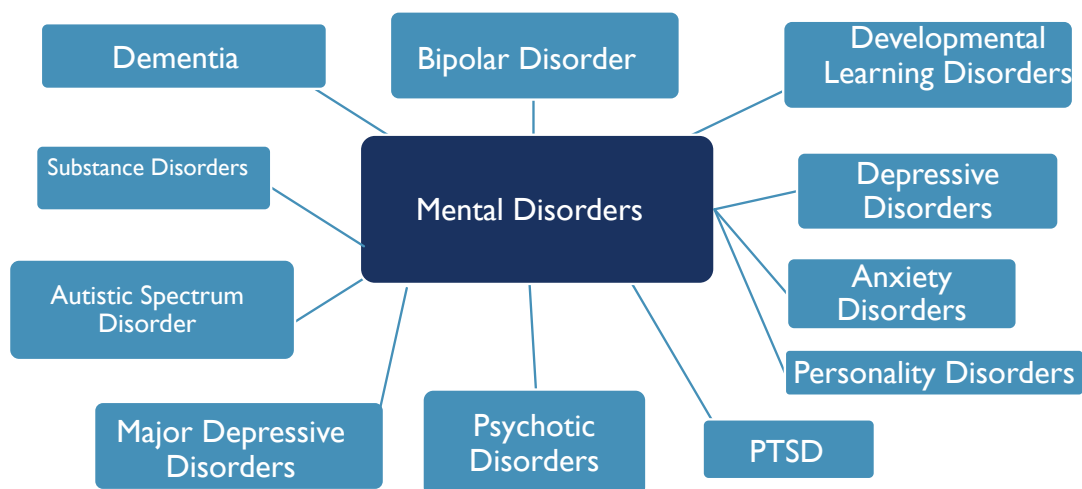 Dementia
Bipolar Disorder
Developmental
Learning Disorders
Substance Disorders
Mental Disorders
Depressive
Disorders
Autistic Spectrum
Disorder
Anxiety
Disorders
Personality Disorders
Major Depressive
Disorders
Psychotic
Disorders
PTSD